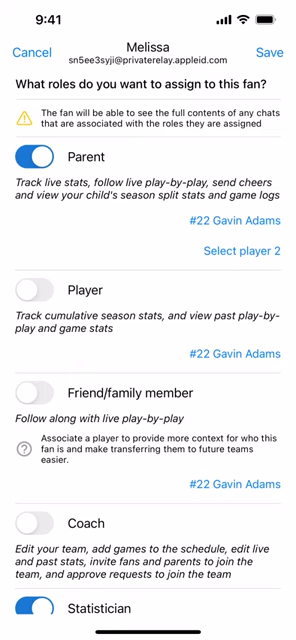 9:41
Cancel
Melissa
Save
sn5ee3syji@privaterelay.appleid.com
What roles do you want to assign to this fan?
The fan will be able to see the full contents of any chats
that are associated with the roles they are assigned
Parent
Track live stats, follow live play-by-play, send cheers
and view your child's season split stats and game logs
#22 Gavin Adams
Select player 2
Player
Track cumulative season stats, and view past play-by-
play and game stats
#22 Gavin Adams
Friend/family member
Follow along with live play-by-play
Associate a player to provide more context for who this
fan is and make transferring them to future teams
easier.
#22 Gavin Adams
Coach
Edit your team, add games to the schedule, edit live
and past stats, invite fans and parents to join the
team, and approve requests to join the team
Statistician